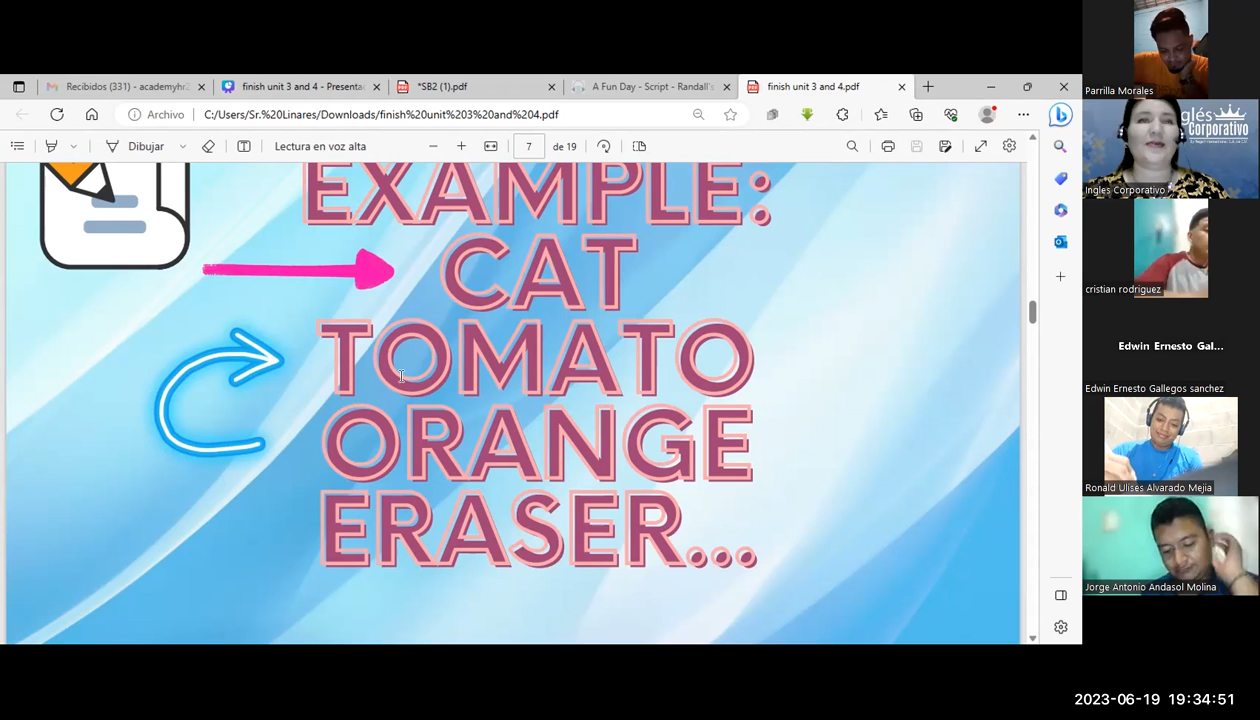 Recibidos (331) - academyhr2
finish unit 3 and 4 - Presenta
*SB2 (1).pdf
A Fun Day - Script - Randall's
finish unit 3 and 4.pdf
Archivo
C:/Users/Sr.%20Linares/Downloads/finish%20unit%203%20and%204.pdf
Dibujar
Lectura en voz alta
7
de 19
EXAMPLE:
CAT
TOMATO
ORANGE
ERASER...
Parrilla Morales
glés
Corporativo
Ingles Corporativo
cristian rodriguez
Edwin Ernesto Gal...
Edwin Ernesto Gallegos sanchez
Ronald Ulises Alvarado Mejia
Jorge Antonio Andasol Molina
2023-06-19 19:34:51